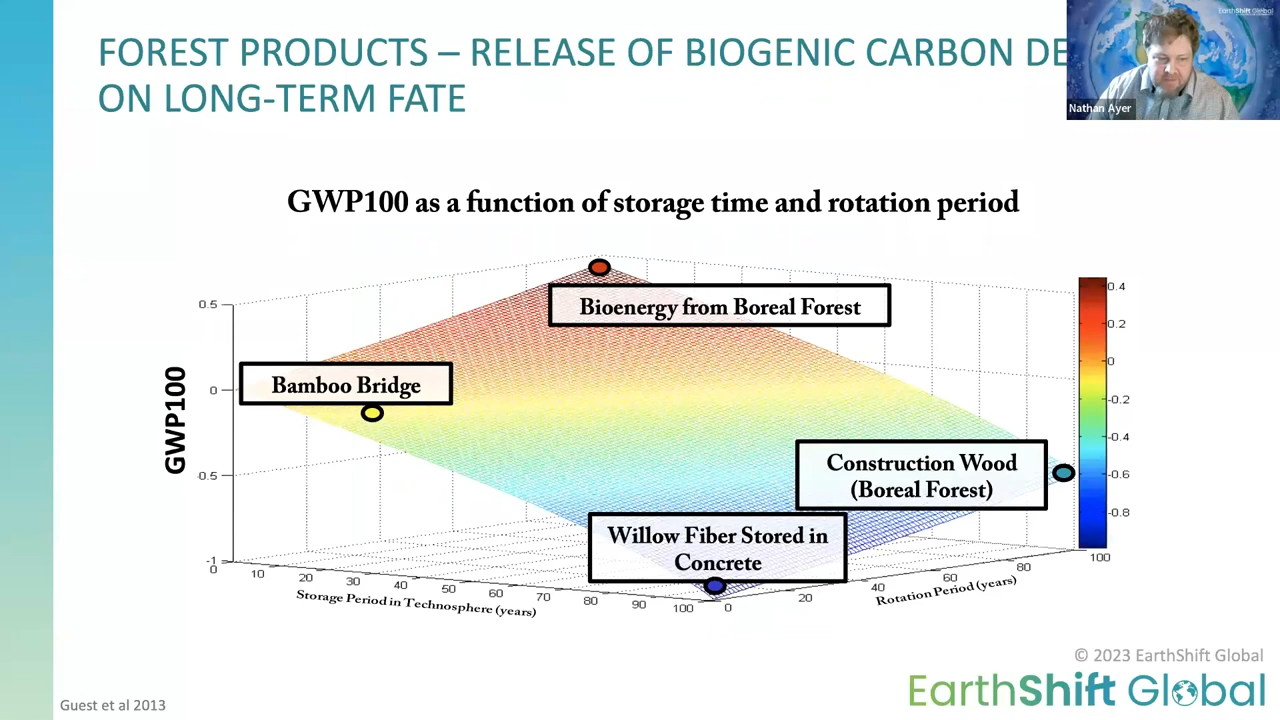 FOREST PRODUCTS – RELEASE OF BIOGENIC CARBON DE
ON LONG-TERM FATE
EarthShift Global
Nathan Ayer
GWP100 as a function of storage time and rotation period
Bioenergy from Boreal Forest
Bamboo Bridge
Construction Wood
(Boreal Forest)
Willow Fiber Stored in
Concrete
GWP100
0.5
0
-0.5
-1
0
10
20
30
40
50
60
70
80
90
100
Storage Period in Technosphere (years)
0
20
40
60
80
100
Rotation Period (years)
0.4
0.2
0
-0.2
-0.4
-0.6
-0.8
© 2023 EarthShift Global
EarthShift Global
Guest et al 2013